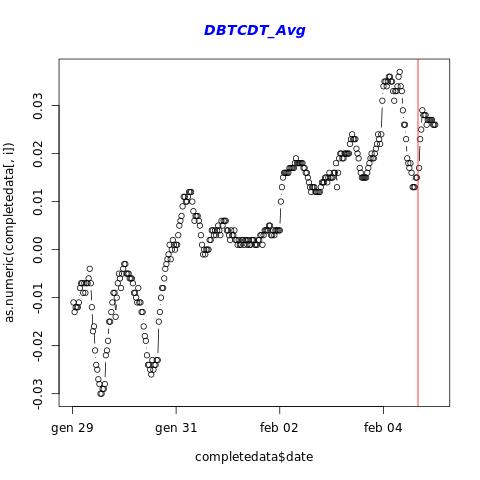 DBTCDT_Avg
as.numeric(completedata[, i])
0.03
0.02
0.01
0.00
-0.01
-0.02
-0.03
gen 29
gen 31
feb 02
feb 04
completedata$date